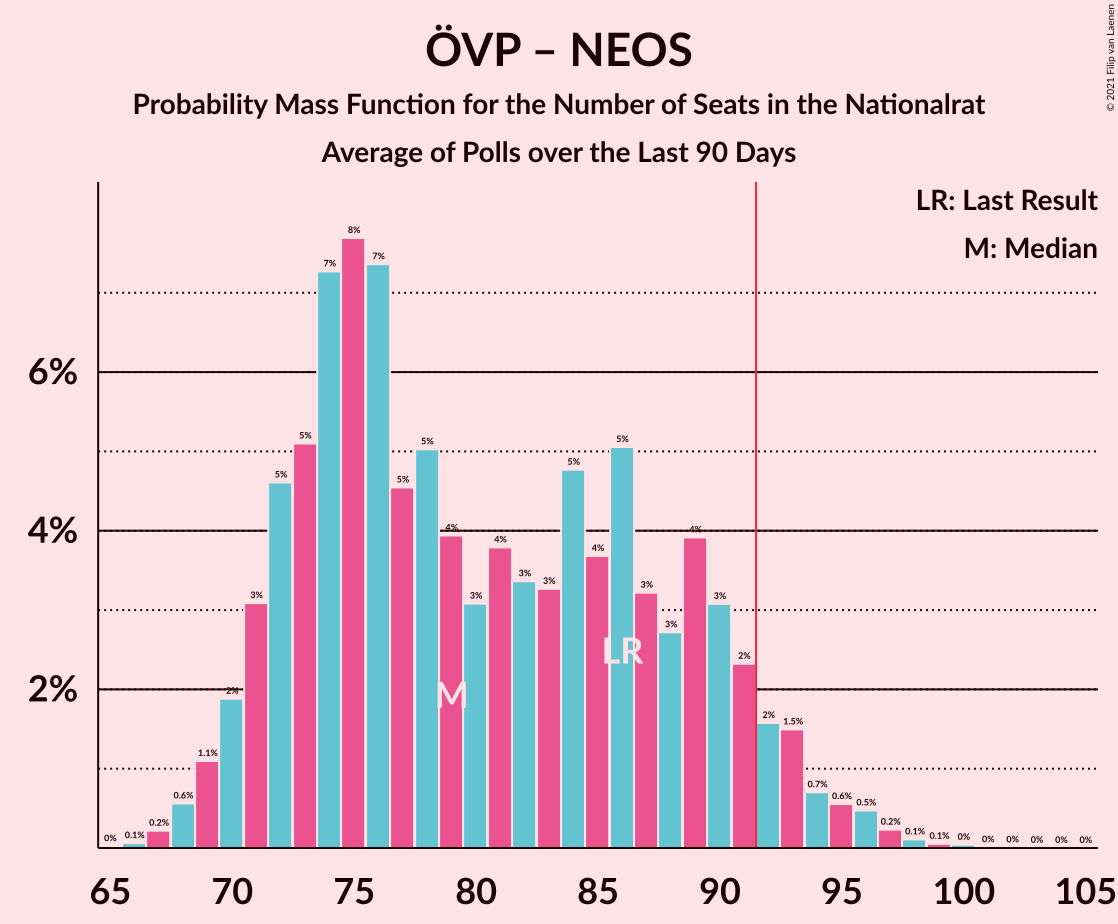 ÖVP – NEOS
Probability Mass Function for the Number of Seats in the Nationalrat
Average of Polls over the Last 90 Days
© 2021 Filip van Laenen
LR: Last Result
M: Median
6%
4%
2%
0% 0.1% 0.2% 0.6% 1.1% 2% 3% 5% 5% 7% 8% 7% 5% 5% 4% 3% 4% 3% 3% 5% 4% 5% 3% 3% 4% 3% 2% 2% 1.5% 0.7% 0.6% 0.5% 0.2% 0.1% 0.1% 0% 0% 0% 0% 0% 0%
LR
M
65 70 75 80 85 90 95 100 105